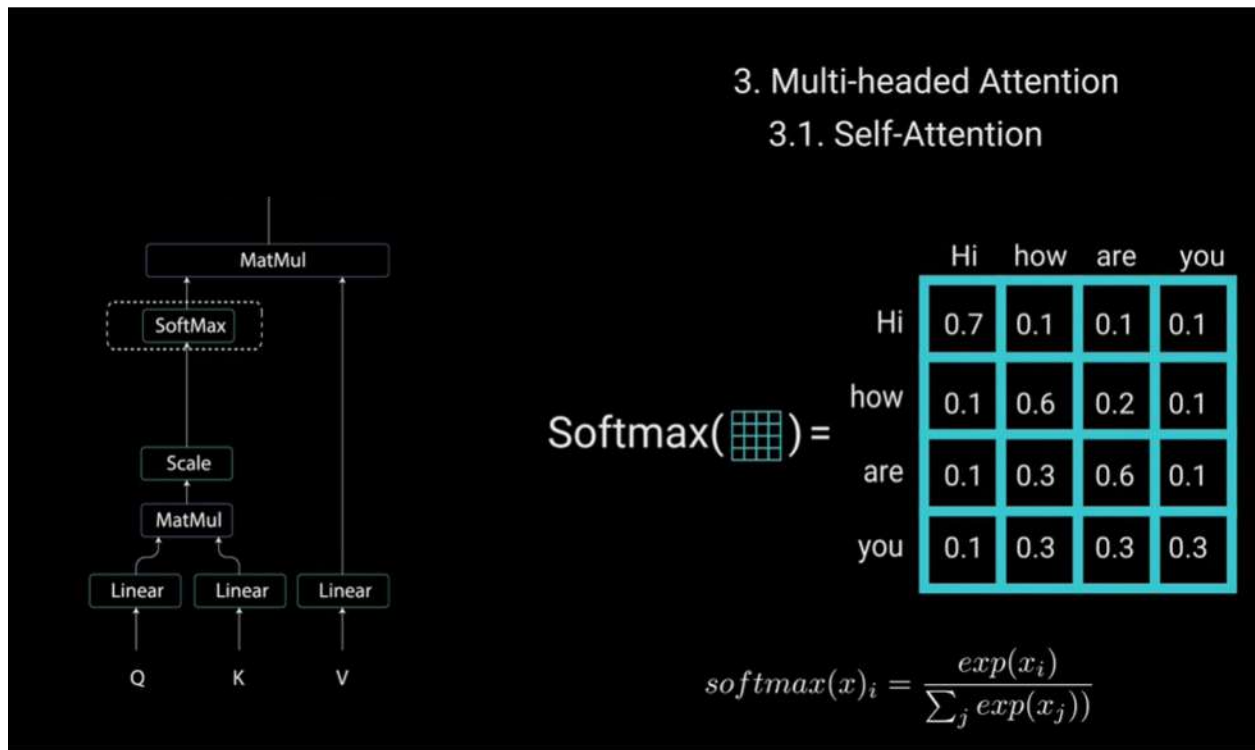 3. Multi-headed Attention
3.1. Self-Attention
MatMul
SoftMax
Scale
MatMul
Linear Linear Linear
Q K V
Hi how are you
Hi 0.7 0.1 0.1 0.1
how 0.1 0.6 0.2 0.1
Softmax( ) =
are 0.1 0.3 0.6 0.1
you 0.1 0.3 0.3 0.3
softmax(x)_i = \frac{exp(x_i)}{\sum_j exp(x_j))}